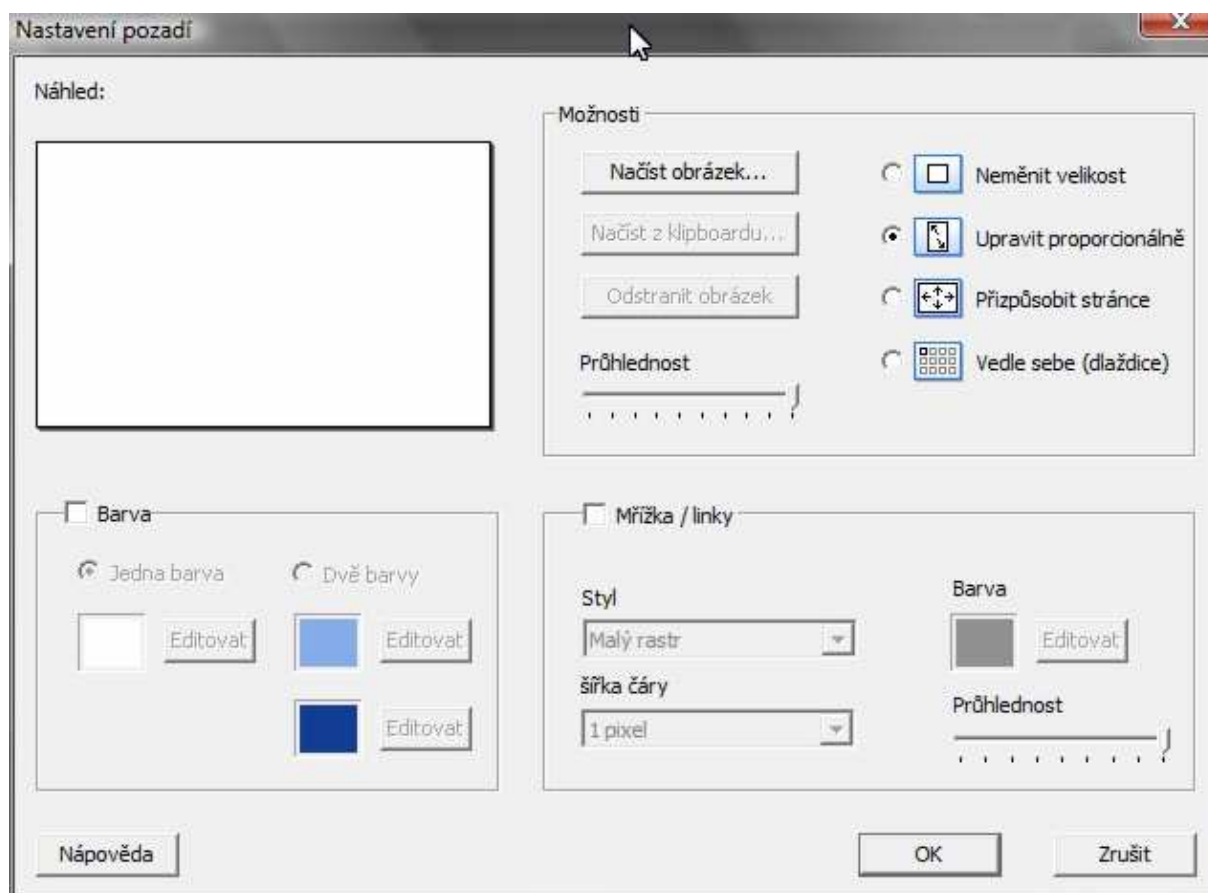 Nastavení pozadí
Náhled:
Možnosti
Načíst obrázek...
Neměnit velikost
Načíst z klipboardu...
Upravit proporcionálně
Odstranit obrázek
Přizpůsobit stránce
Průhlednost
Vedle sebe (dlaždice)
Barva
Jedna barva
Dvě barvy
Editovat
Editovat
Editovat
Mřížka / linky
Styl
Barva
Malý rastr
Editovat
šířka čáry
1 pixel
Průhlednost
Nápověda
OK
Zrušit